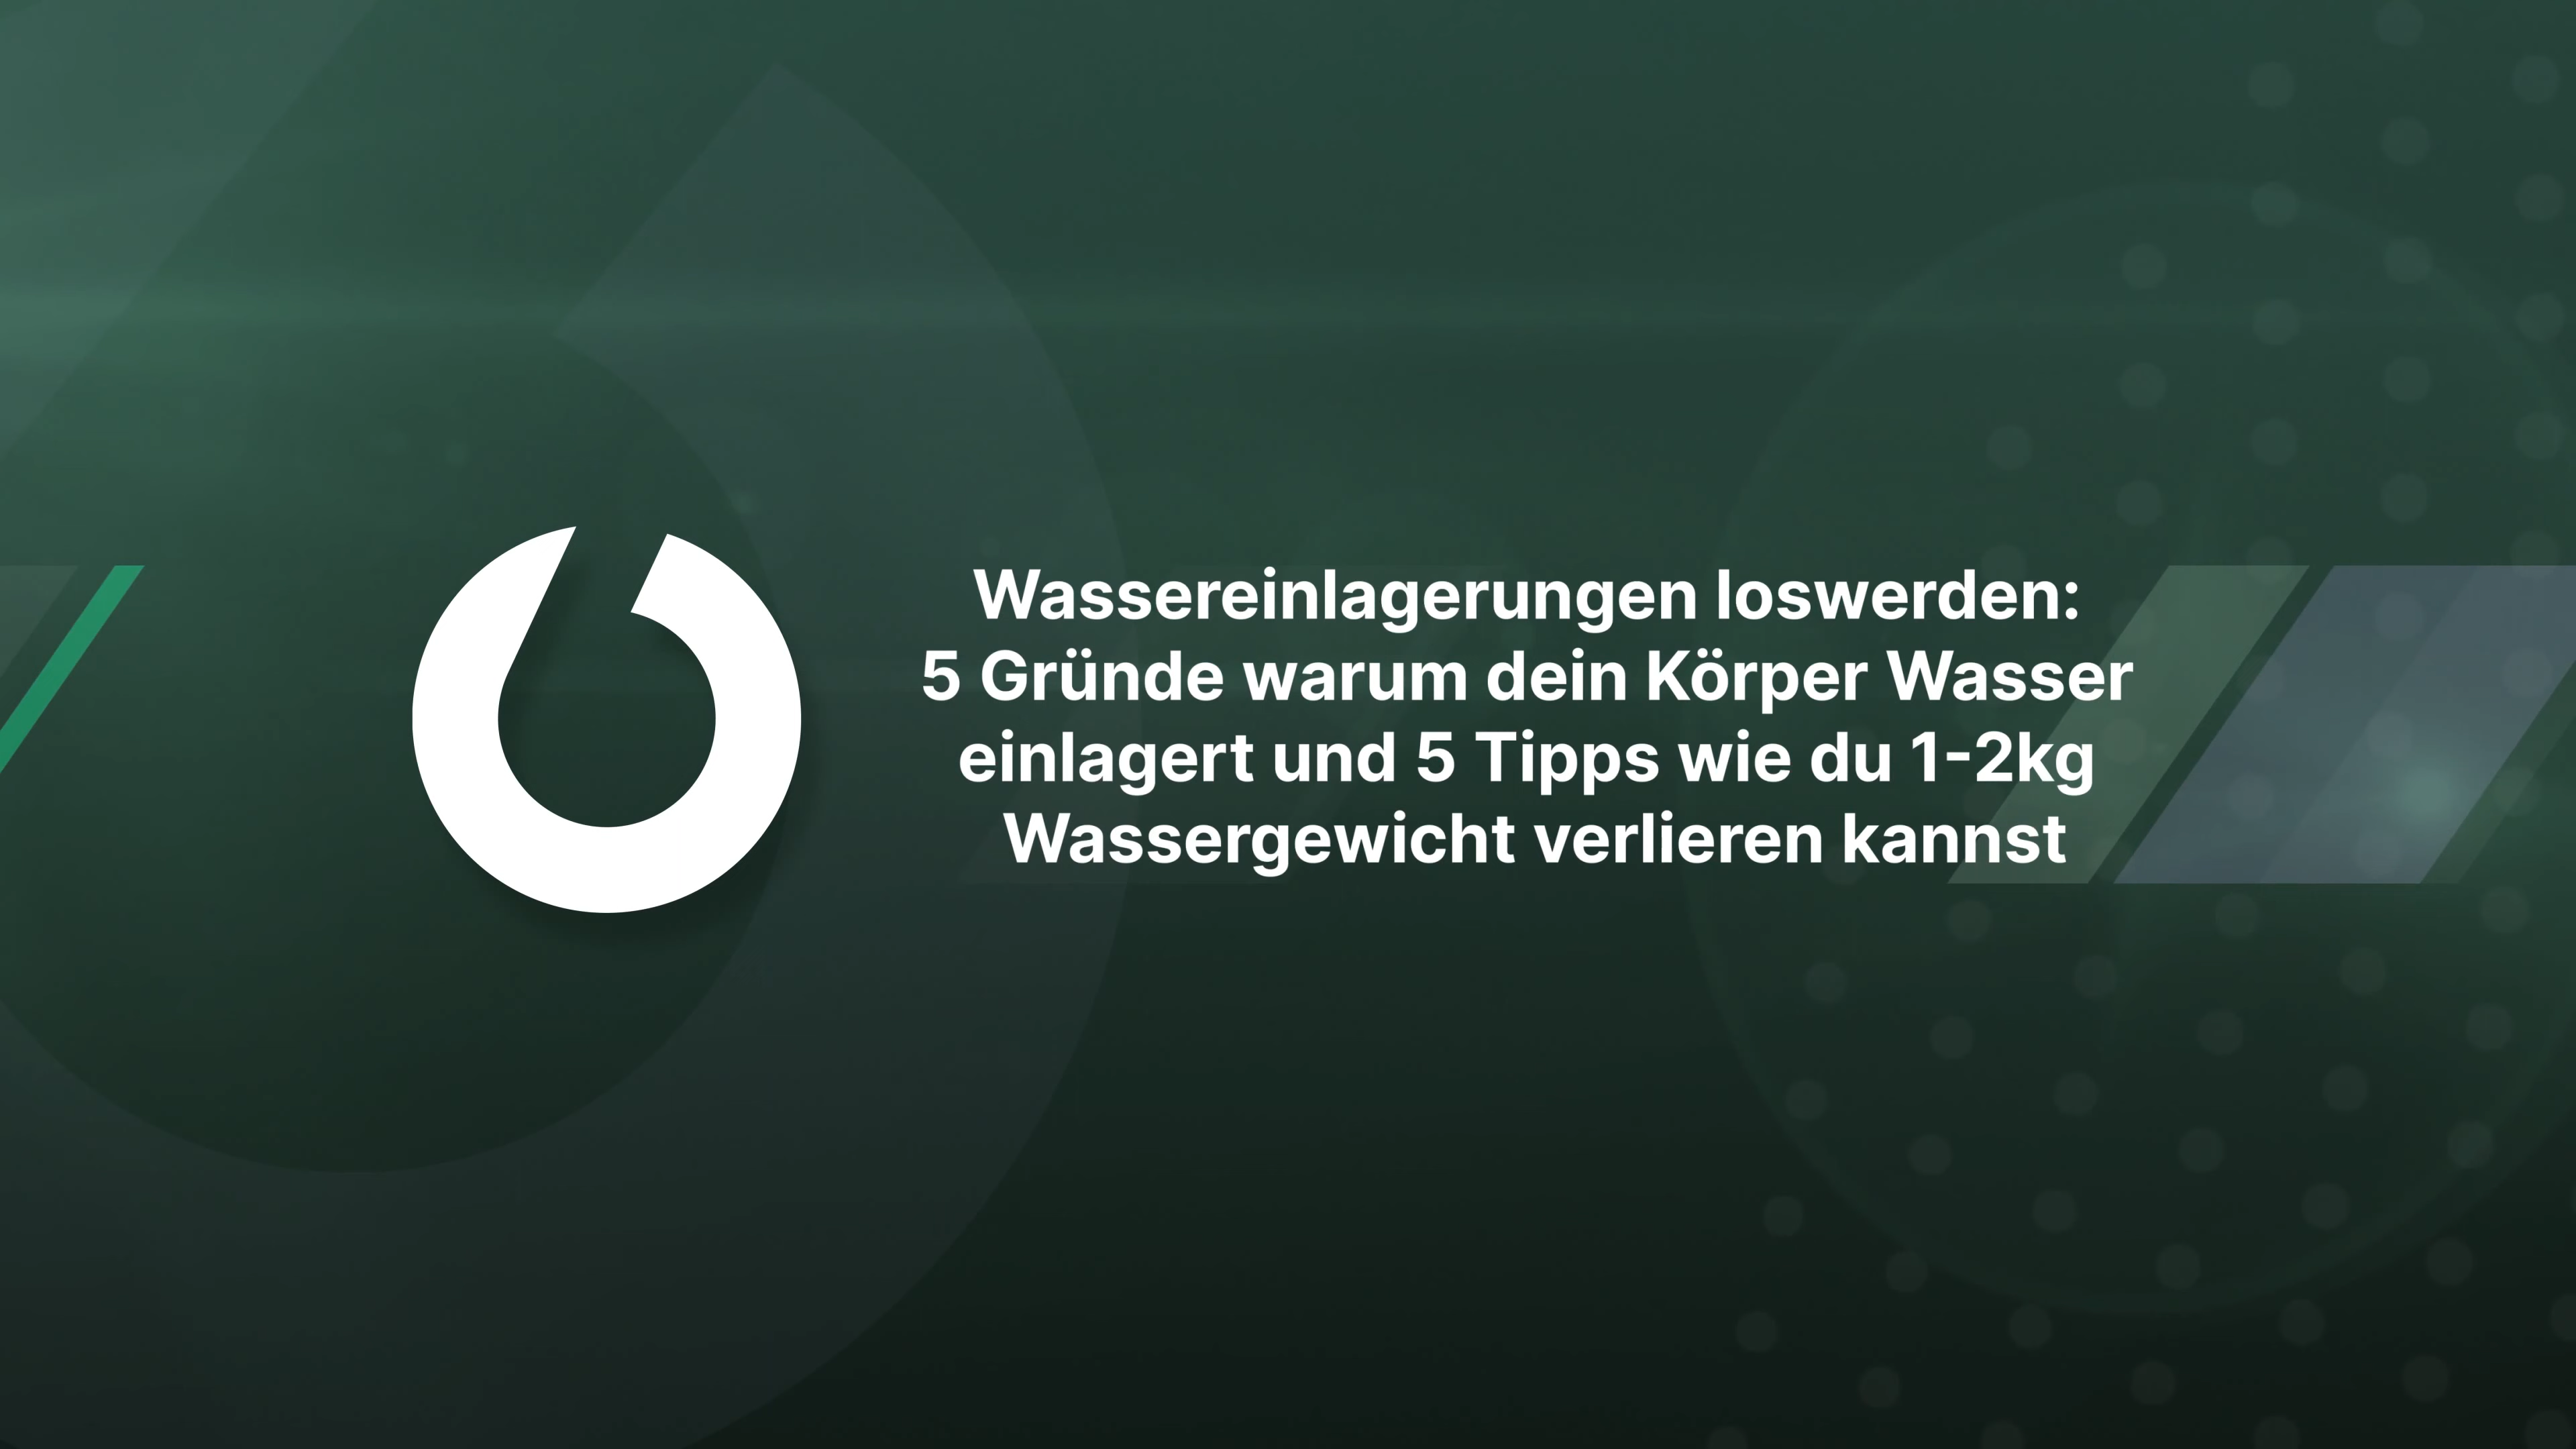 Wassereinlagerungen loswerden:
5 Gründe warum dein Körper Wasser
einlagert und 5 Tipps wie du 1-2kg
Wassergewicht verlieren kannst